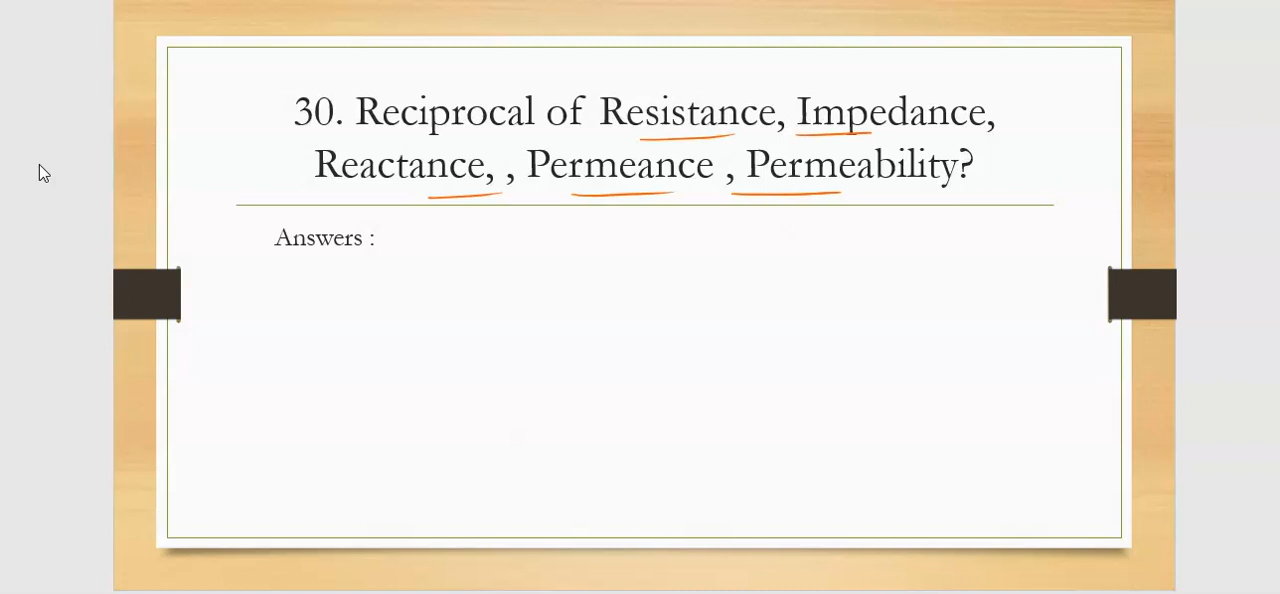 30. Reciprocal of Resistance, Impedance,
Reactance, , Permeance , Permeability?
Answers :